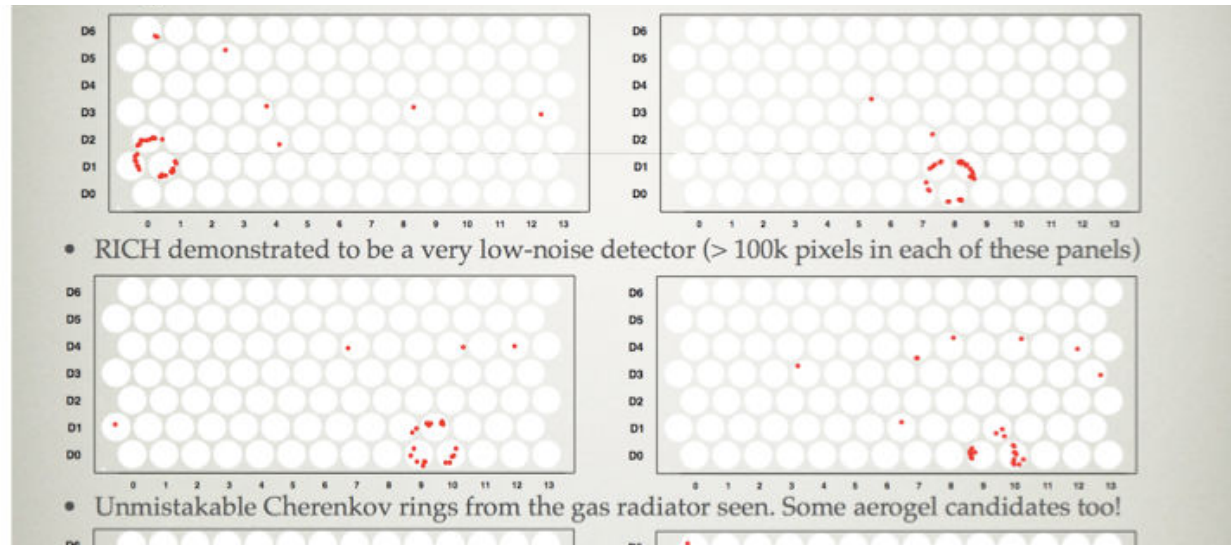 D6
D5
D4
D3
D2
D1
D0
0 1 2 3 4 5 6 7 8 9 10 11 12 13
D6
D5
D4
D3
D2
D1
D0
0 1 2 3 4 5 6 7 8 9 10 11 12 13
• RICH demonstrated to be a very low-noise detector (> 100k pixels in each of these panels)
D6
D5
D4
D3
D2
D1
D0
0 1 2 3 4 5 6 7 8 9 10 11 12 13
D6
D5
D4
D3
D2
D1
D0
0 1 2 3 4 5 6 7 8 9 10 11 12 13
• Unmistakable Cherenkov rings from the gas radiator seen. Some aerogel candidates too!